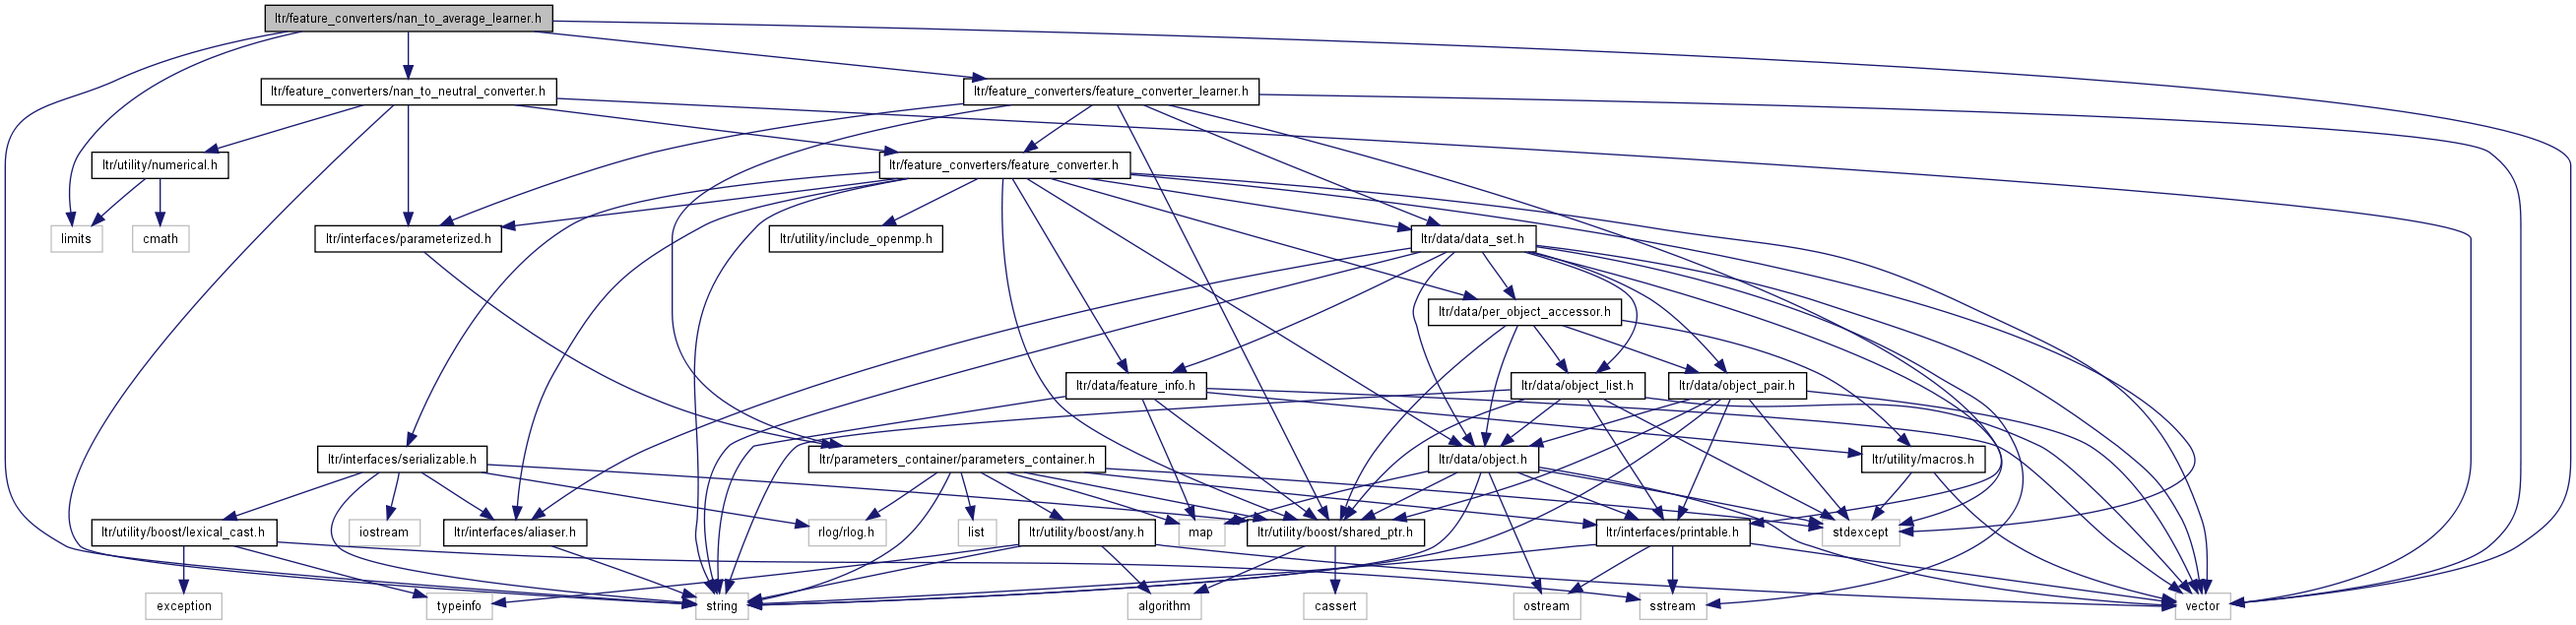 ltr/feature_converters/nan_to_average_learner.h
ltr/feature_converters/nan_to_neutral_converter.h
ltr/feature_converters/feature_converter_learner.h
ltr/utility/numerical.h
ltr/feature_converters/feature_converter.h
limits
cmath
ltr/interfaces/parameterized.h
ltr/utility/include_openmp.h
ltr/data/data_set.h
ltr/data/per_object_accessor.h
ltr/data/feature_info.h
ltr/data/object_list.h
ltr/data/object_pair.h
ltr/interfaces/serializable.h
ltr/parameters_container/parameters_container.h
ltr/data/object.h
ltr/utility/macros.h
ltr/utility/boost/lexical_cast.h
iostream
ltr/interfaces/aliaser.h
rlog/rlog.h
list
ltr/utility/boost/any.h
map
ltr/utility/boost/shared_ptr.h
ltr/interfaces/printable.h
stdexcept
exception
typeinfo
string
algorithm
cassert
ostream
sstream
vector